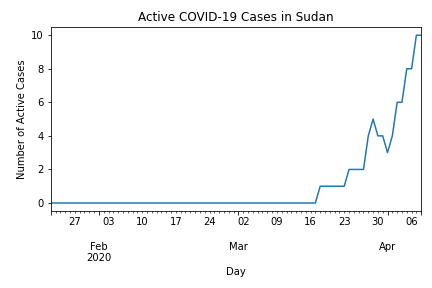 Active COVID-19 Cases in Sudan
Number of Active Cases
10
8
6
4
2
0
27 03 10 17 24 02 09 16 23 30 06
Feb Mar Apr
2020
Day